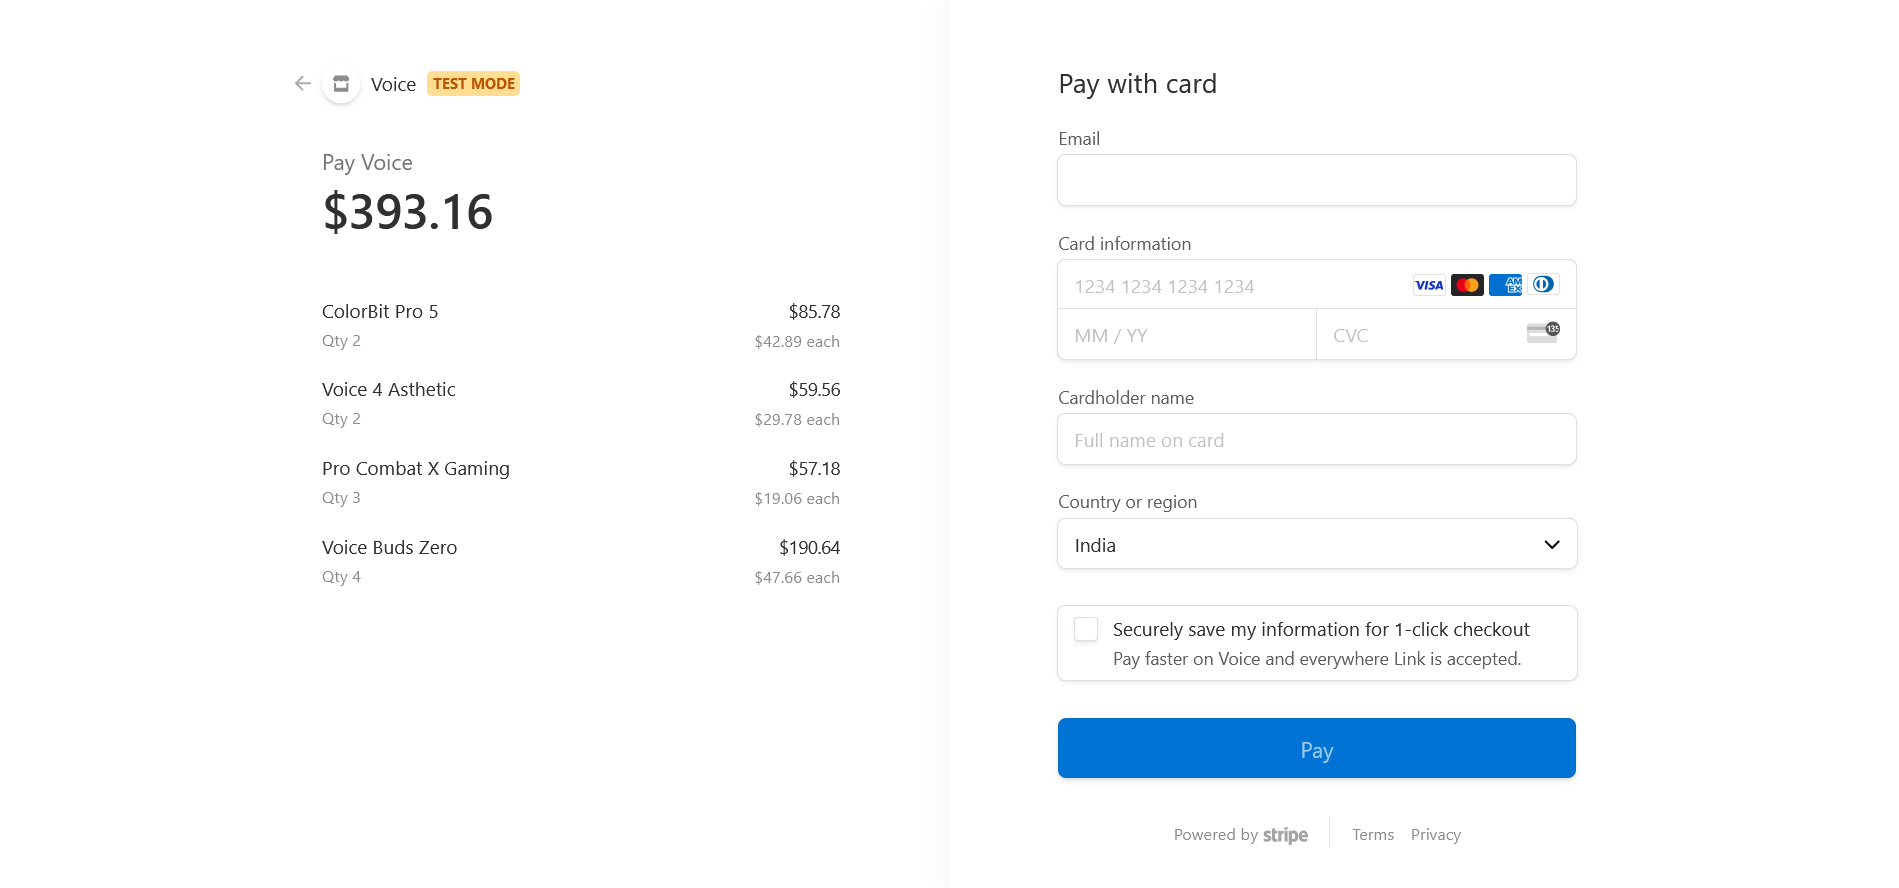 Voice TEST MODE
Pay Voice
$393.16
ColorBit Pro 5 $85.78
Qty 2 $42.89 each
Voice 4 Asthetic $59.56
Qty 2 $29.78 each
Pro Combat X Gaming $57.18
Qty 3 $19.06 each
Voice Buds Zero $190.64
Qty 4 $47.66 each
Pay with card
Email
Card information
1234 1234 1234 1234 VISA AM EX
MM / YY CVC 135
Cardholder name
Full name on card
Country or region
India
Securely save my information for 1-click checkout
Pay faster on Voice and everywhere Link is accepted.
Pay
Powered by stripe Terms Privacy